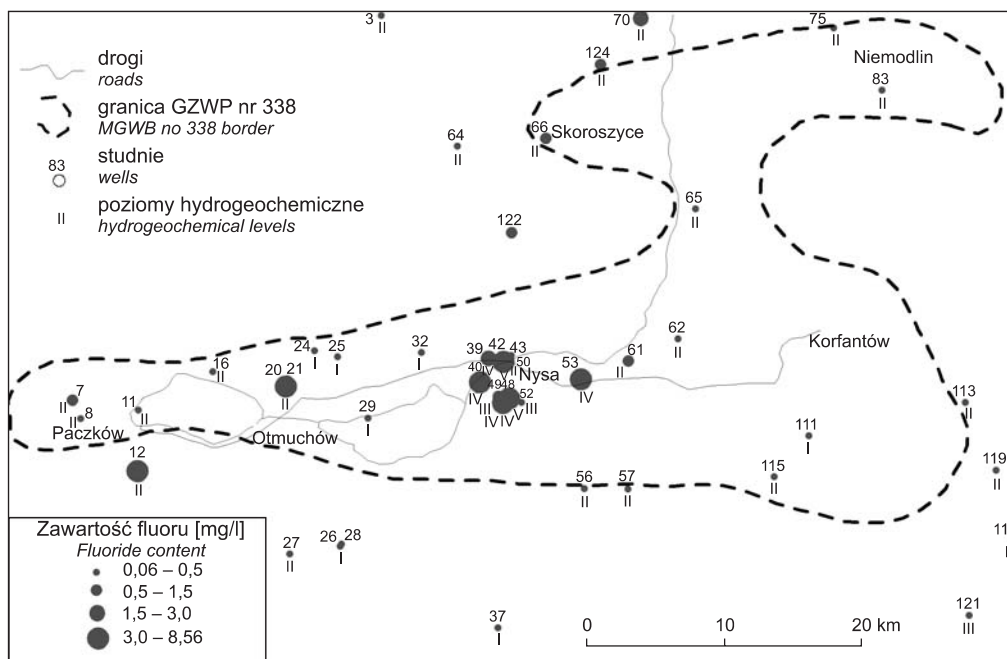 3
II
70
II
75
II
drogi
roads
granica GZWP nr 338
MGWB no 338 border
83
studnie
wells
II
poziomy hydrogeochemiczne
hydrogeochemical levels
124
II
Niemodlin
83
II
66
Skoroszyce
II
64
II
65
II
122
62
II
Korfantów
24
I
25
I
32
I
39
42
43
50
IV
V
II
Nysa
61
II
53
IV
40
IV
49
48
52
III
IV
IV
V
III
16
II
20
21
II
7
II
8
II
Paczków
11
II
Otmuchów
29
I
113
II
111
I
12
II
115
II
119
II
56
II
57
II
11
I
27
II
26
28
I
37
I
121
III
Zawartość fluoru [mg/l]
Fluoride content
0,06 – 0,5
0,5 – 1,5
1,5 – 3,0
3,0 – 8,56
0
10
20 km